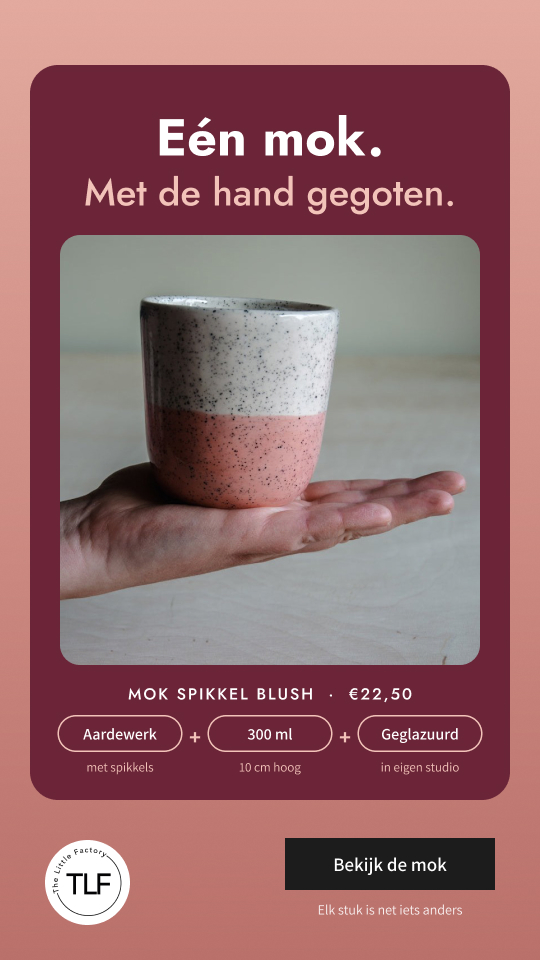 Eén mok.
Met de hand gegoten.
MOK SPIKKEL BLUSH · €22,50
Aardewerk + 300 ml + Geglazuurd
met spikkels 10 cm hoog in eigen studio
The Little Factory
TLF
Bekijk de mok
Elk stuk is net iets anders